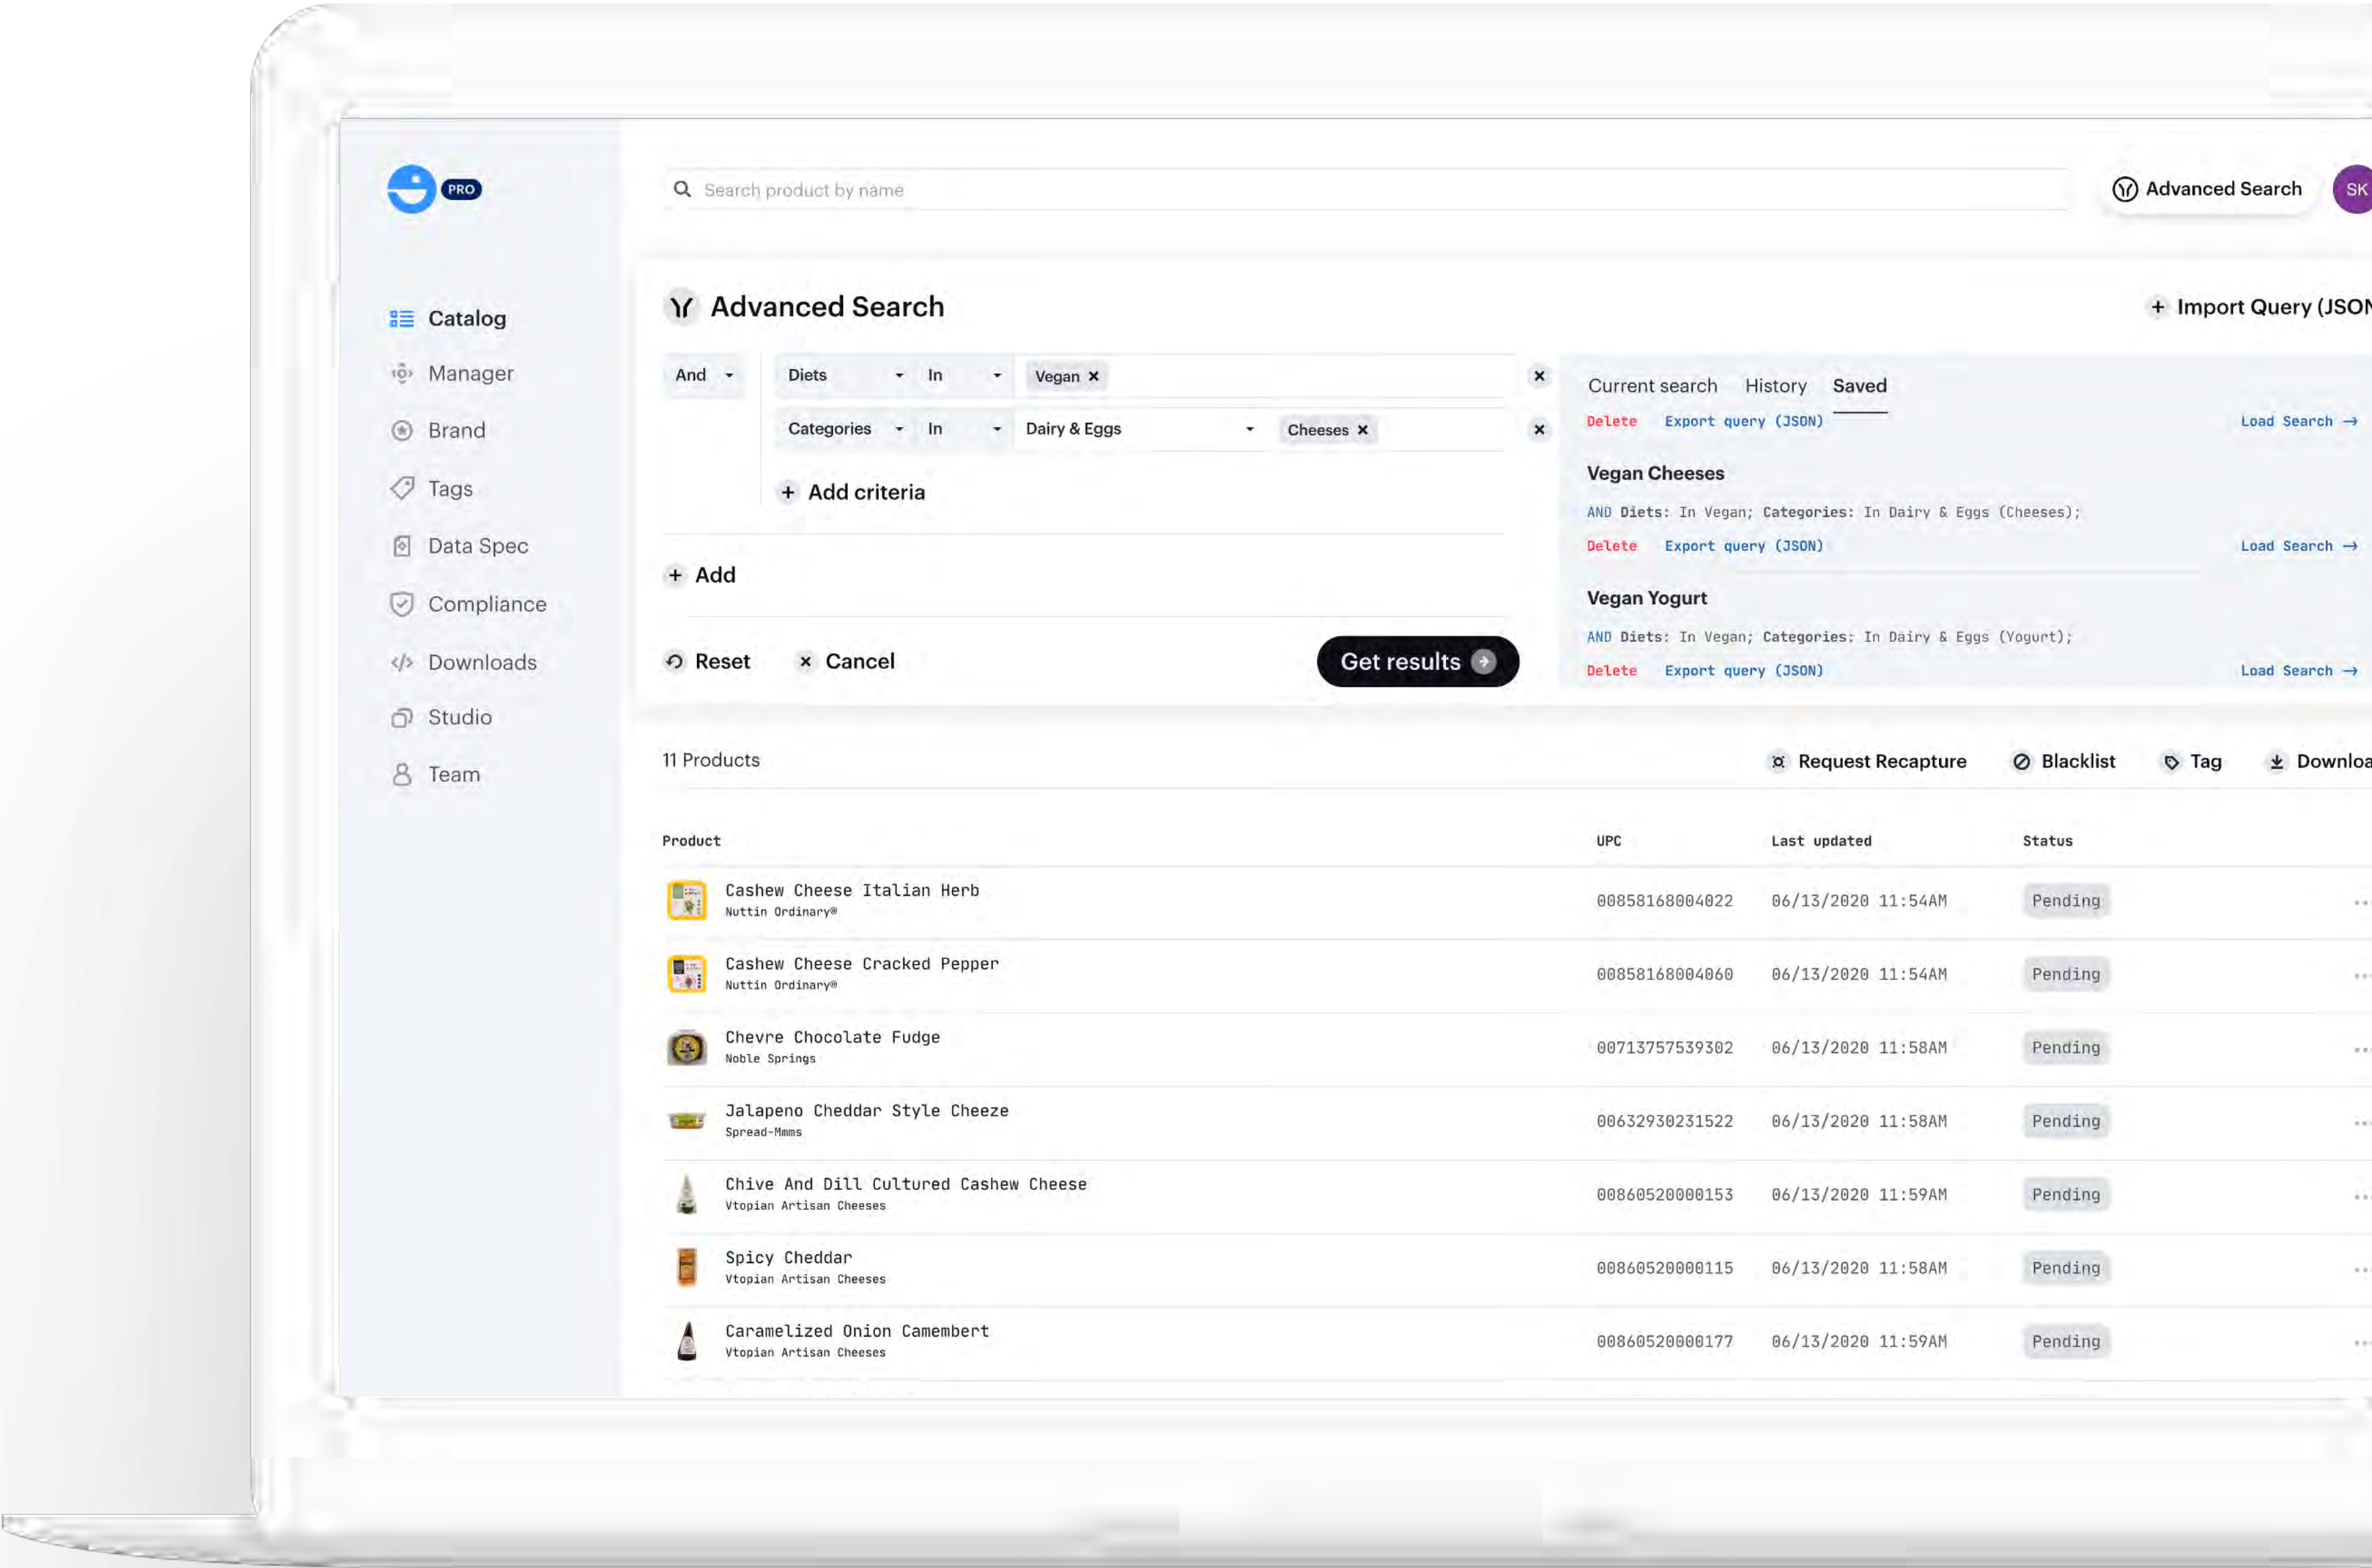 PRO
Search product by name
Advanced Search
SK
Catalog
Manager
Brand
Tags
Data Spec
Compliance
Downloads
Studio
Team
Advanced Search
+ Import Query (JSON
And
Diets In Vegan ×
Categories In Dairy & Eggs Cheeses ×
+ Add criteria
+ Add
Reset × Cancel Get results
Current search History Saved
Delete Export query (JSON) Load Search →
Vegan Cheeses
AND Diets: In Vegan; Categories: In Dairy & Eggs (Cheeses);
Delete Export query (JSON) Load Search →
Vegan Yogurt
AND Diets: In Vegan; Categories: In Dairy & Eggs (Yogurt);
Delete Export query (JSON) Load Search →
11 Products Request Recapture Blacklist Tag Downloa
Product UPC Last updated Status
Cashew Cheese Italian Herb
Nuttin Ordinary® 00858168004022 06/13/2020 11:54AM Pending
Cashew Cheese Cracked Pepper
Nuttin Ordinary® 00858168004060 06/13/2020 11:54AM Pending
Chevre Chocolate Fudge
Noble Springs 00713757539302 06/13/2020 11:58AM Pending
Jalapeno Cheddar Style Cheeze
Spread-Mmms 00632930231522 06/13/2020 11:58AM Pending
Chive And Dill Cultured Cashew Cheese
Vtopian Artisan Cheeses 00860520000153 06/13/2020 11:59AM Pending
Spicy Cheddar
Vtopian Artisan Cheeses 00860520000115 06/13/2020 11:58AM Pending
Caramelized Onion Camembert
Vtopian Artisan Cheeses 00860520000177 06/13/2020 11:59AM Pending